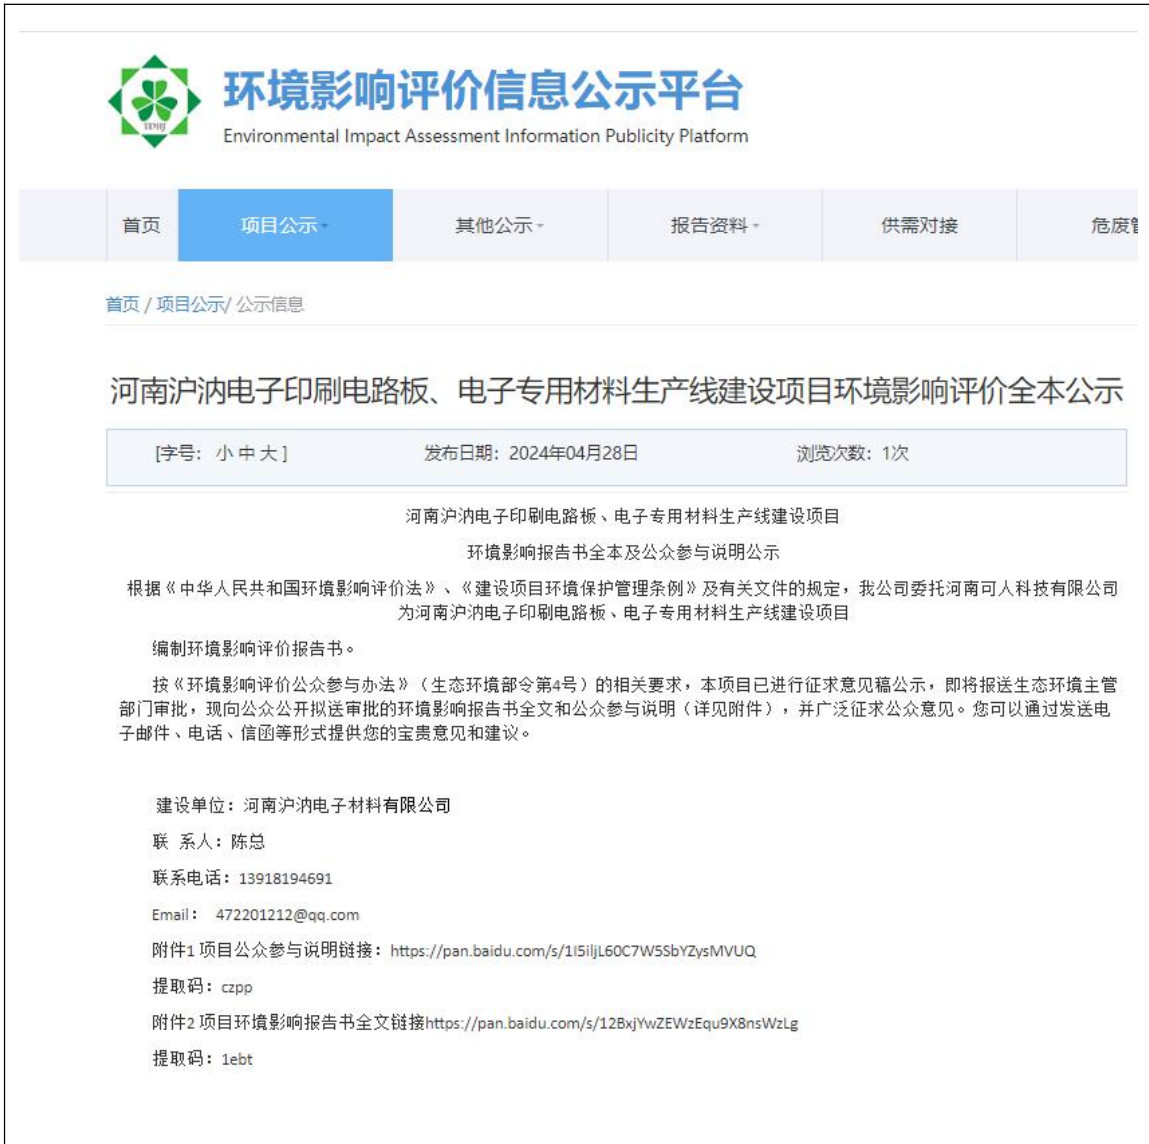 环境影响评价信息公示平台
Environmental Impact Assessment Information Publicity Platform
TDHJ
首页 项目公示 其他公示 报告资料 供需对接 危废管
首页 / 项目公示/ 公示信息
河南沪汭电子印刷电路板、电子专用材料生产线建设项目环境影响评价全本公示
[字号: 小 中 大 ] 发布日期: 2024年04月28日 浏览次数: 1次
河南沪汭电子印刷电路板、电子专用材料生产线建设项目
环境影响报告书全本及公众参与说明公示
根据《中华人民共和国环境影响评价法》、《建设项目环境保护管理条例》及有关文件的规定，我公司委托河南可人科技有限公司
为河南沪汭电子印刷电路板、电子专用材料生产线建设项目
编制环境影响评价报告书。
按《环境影响评价公众参与办法》（生态环境部令第4号）的相关要求，本项目已进行征求意见稿公示，即将报送生态环境主管
部门审批，现向公众公开拟送审批的环境影响报告书全文和公众参与说明（详见附件），并广泛征求公众意见。您可以通过发送电
子邮件、电话、信函等形式提供您的宝贵意见和建议。
建设单位：河南沪汭电子材料有限公司
联 系人：陈总
联系电话：13918194691
Email： 472201212@qq.com
附件1 项目公众参与说明链接：https://pan.baidu.com/s/1I5iljL60C7W5SbYZysMVUQ
提取码：czpp
附件2 项目环境影响报告书全文链接https://pan.baidu.com/s/12BxjYwZEWzEqu9X8nsWzLg
提取码：1ebt